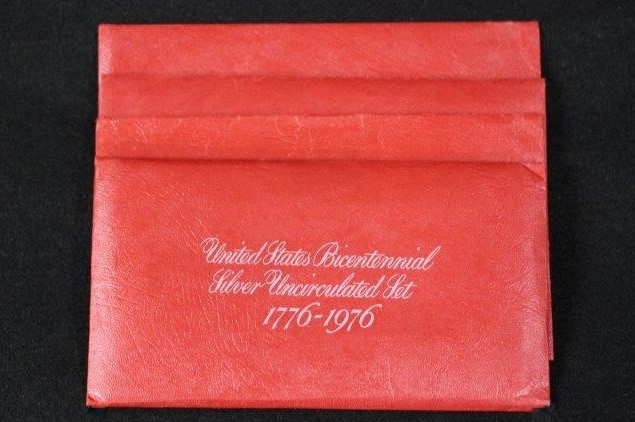 United States Bicentennial
Silver Uncirculated Set
1776-1976